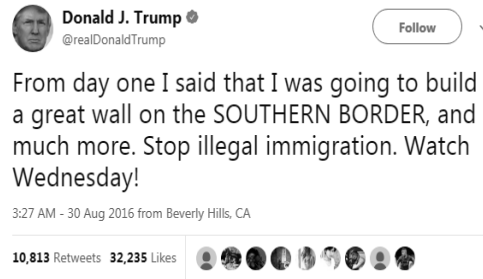 Donald J. Trump
@realDonaldTrump
Follow
From day one I said that I was going to build
a great wall on the SOUTHERN BORDER, and
much more. Stop illegal immigration. Watch
Wednesday!
3:27 AM - 30 Aug 2016 from Beverly Hills, CA
10,813 Retweets 32,235 Likes